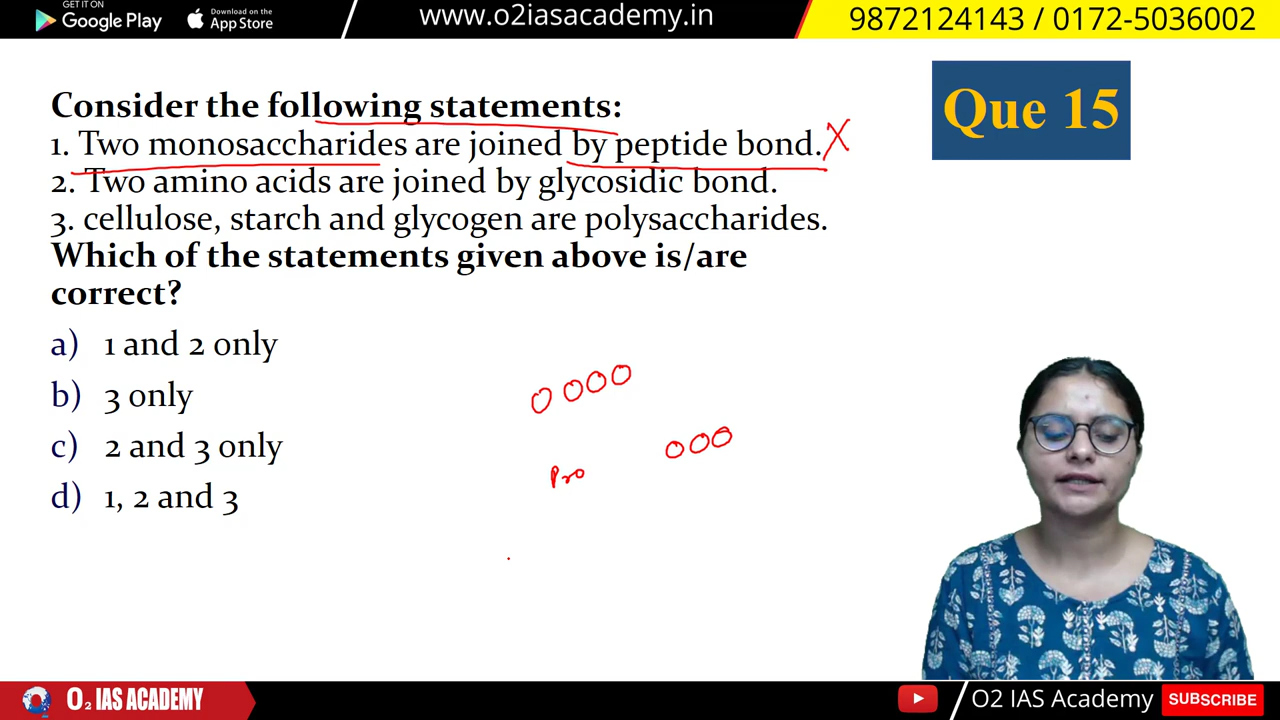 GET IT ON
Google Play
Download on the
App Store
www.o2iasacademy.in
9872124143 / 0172-5036002
Que 15
Consider the following statements:
1. Two monosaccharides are joined by peptide bond. X
2. Two amino acids are joined by glycosidic bond.
3. cellulose, starch and glycogen are polysaccharides.
Which of the statements given above is/are
correct?
a) 1 and 2 only
b) 3 only
c) 2 and 3 only
d) 1, 2 and 3
Pro
O2 IAS ACADEMY
O2 IAS Academy
SUBSCRIBE